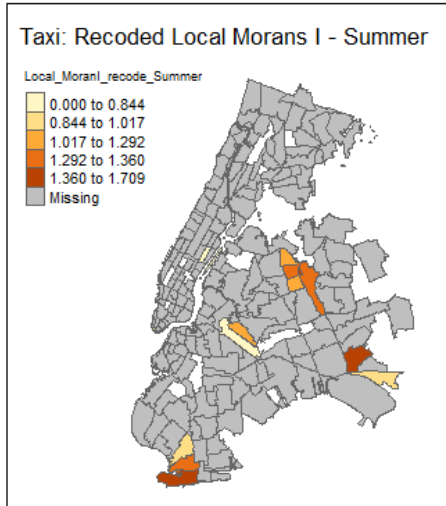 Taxi: Recoded Local Morans I - Summer
Local_MoranI_recode_Summer
0.000 to 0.844
0.844 to 1.017
1.017 to 1.292
1.292 to 1.360
1.360 to 1.709
Missing